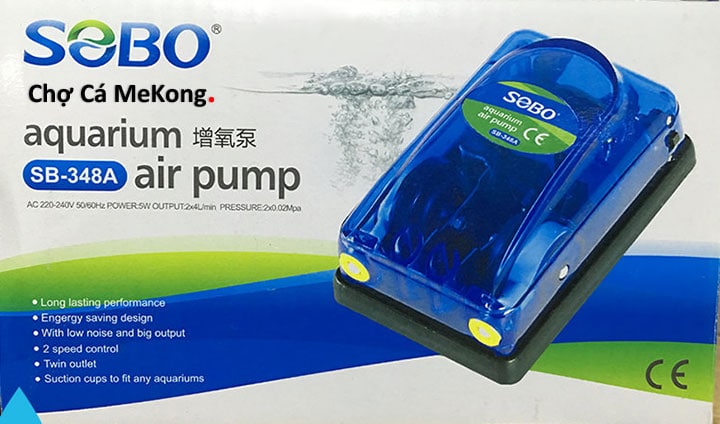 SOBO®
Chợ Cá MeKong.
aquarium 增氧泵
SB-348A air pump
AC 220-240V 50/60Hz POWER:5W OUTPUT:2x4L/min PRESSURE:2x0.02Mpa
• Long lasting performance
• Engergy saving design
• With low noise and big output
• 2 speed control
• Twin outlet
• Suction cups to fit any aquariums
SOBO
aquarium
air pump CE
SB-348A
CE